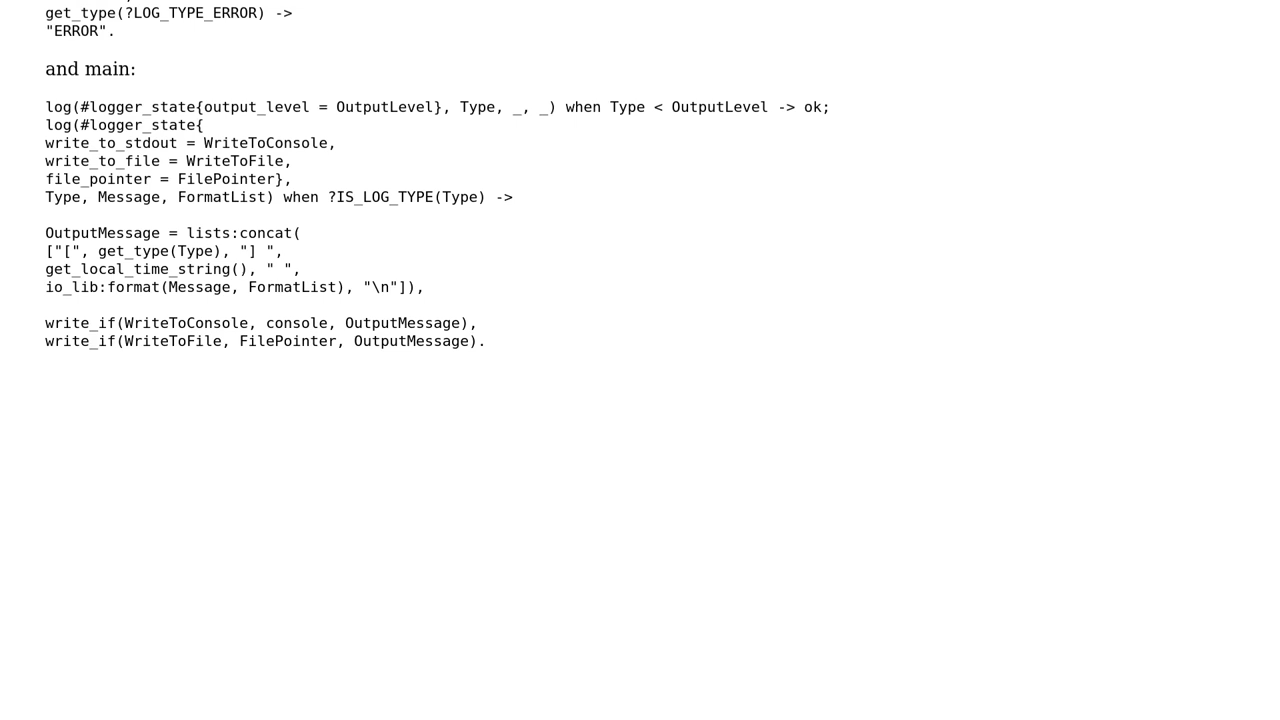 get_type(?LOG_TYPE_ERROR) ->
"ERROR".
and main:
log(#logger_state{output_level = OutputLevel}, Type, _, _) when Type < OutputLevel -> ok;
log(#logger_state{
write_to_stdout = WriteToConsole,
write_to_file = WriteToFile,
file_pointer = FilePointer},
Type, Message, FormatList) when ?IS_LOG_TYPE(Type) ->
OutputMessage = lists:concat(
["[", get_type(Type), "] ",
get_local_time_string(), " ",
io_lib:format(Message, FormatList), "\n"]),
write_if(WriteToConsole, console, OutputMessage),
write_if(WriteToFile, FilePointer, OutputMessage).